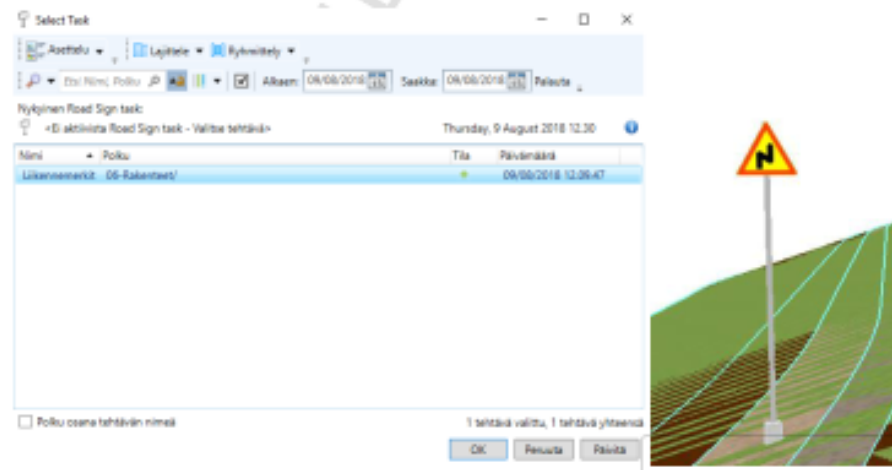 Select Task
Asettelu Lajittele Ryhmittely
Etsi Nimi, Polku Alkaen: 09/08/2018 Saakka: 09/08/2018 Palauta
Nykyinen Road Sign task:
<Ei aktiivista Road Sign task - Valitse tehtävä> Thursday, 9 August 2018 12.30
Nimi Polku Tila Päivämäärä
Liikennemerkit 06-Rakenteet/ 09/08/2018 12.09.47
Polku osana tehtävän nimeä 1 tehtävä valittu, 1 tehtävä yhteensä
OK Peruuta Päivitä